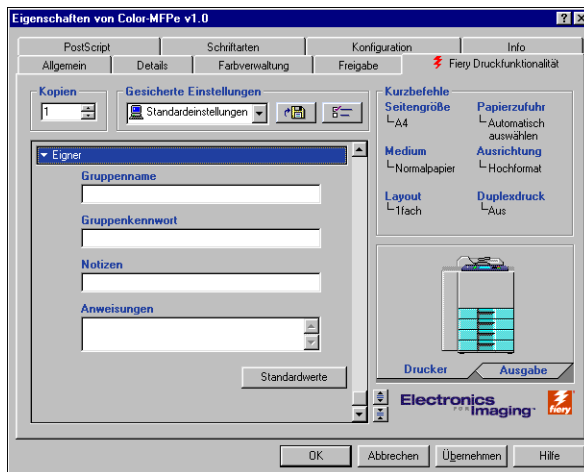 Eigenschaften von Color-MFPe v1.0
PostScript
Schriftarten
Konfiguration
Info
Allgemein
Details
Farbverwaltung
Freigabe
Fiery Druckfunktionalität
Kopien
1
Gesicherte Einstellungen
Standardeinstellungen
Eigner
Gruppenname
Gruppenkennwort
Notizen
Anweisungen
Standardwerte
Kurzbefehle
Seitengröße
A4
Papierzufuhr
Automatisch
auswählen
Medium
Normalpapier
Ausrichtung
Hochformat
Layout
1fach
Duplexdruck
Aus
Drucker
Ausgabe
Electronics
FOR Imaging™
fiery
OK
Abbrechen
Übernehmen
Hilfe